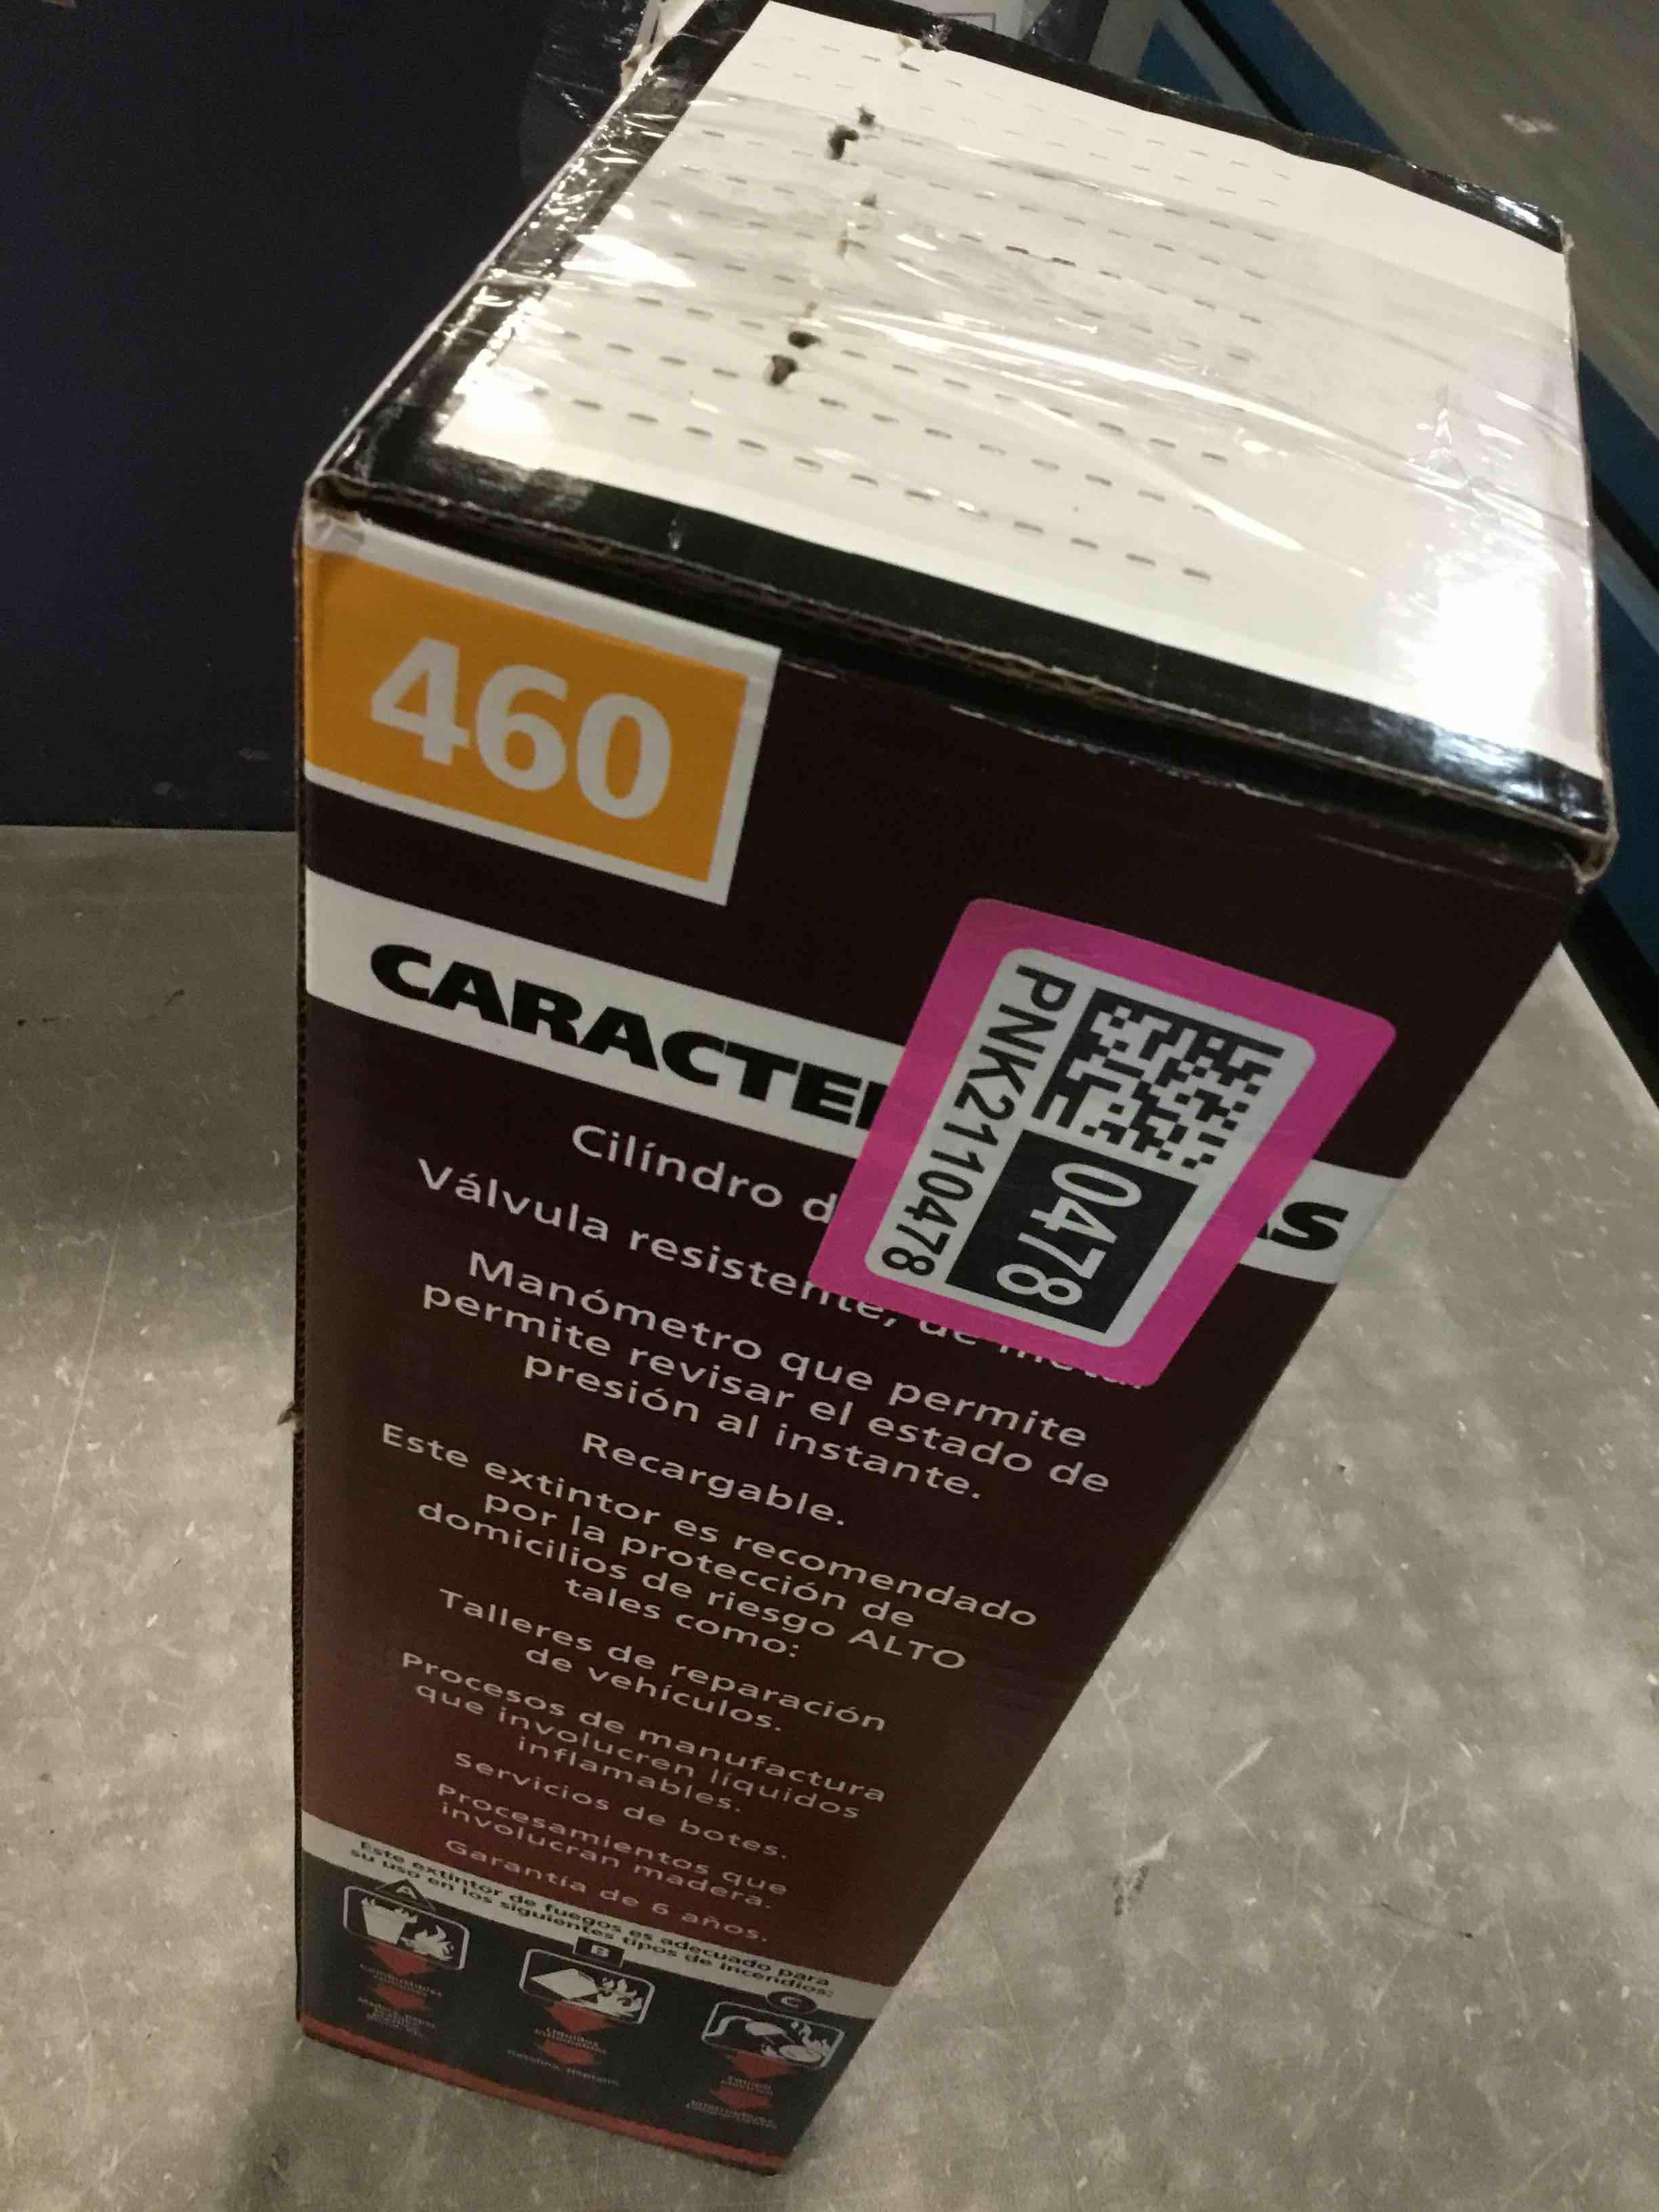 460
CARACTE
AS
PNK2110478
0478
Cilíndro d
Válvula resistente, de metal.
Manómetro que permite
permite revisar el estado de
presión al instante.
Recargable.
Este extintor es recomendado
por la protección de
domicilios de riesgo ALTO
tales como:
Talleres de reparación
de vehículos.
Procesos de manufactura
que involucren líquidos
inflamables.
Servicios de botes.
Procesamientos que
involucran madera.
Garantía de 6 años.
Este extintor de fuegos es adecuado para
su uso en los siguientes tipos de incendios:
A
B
C